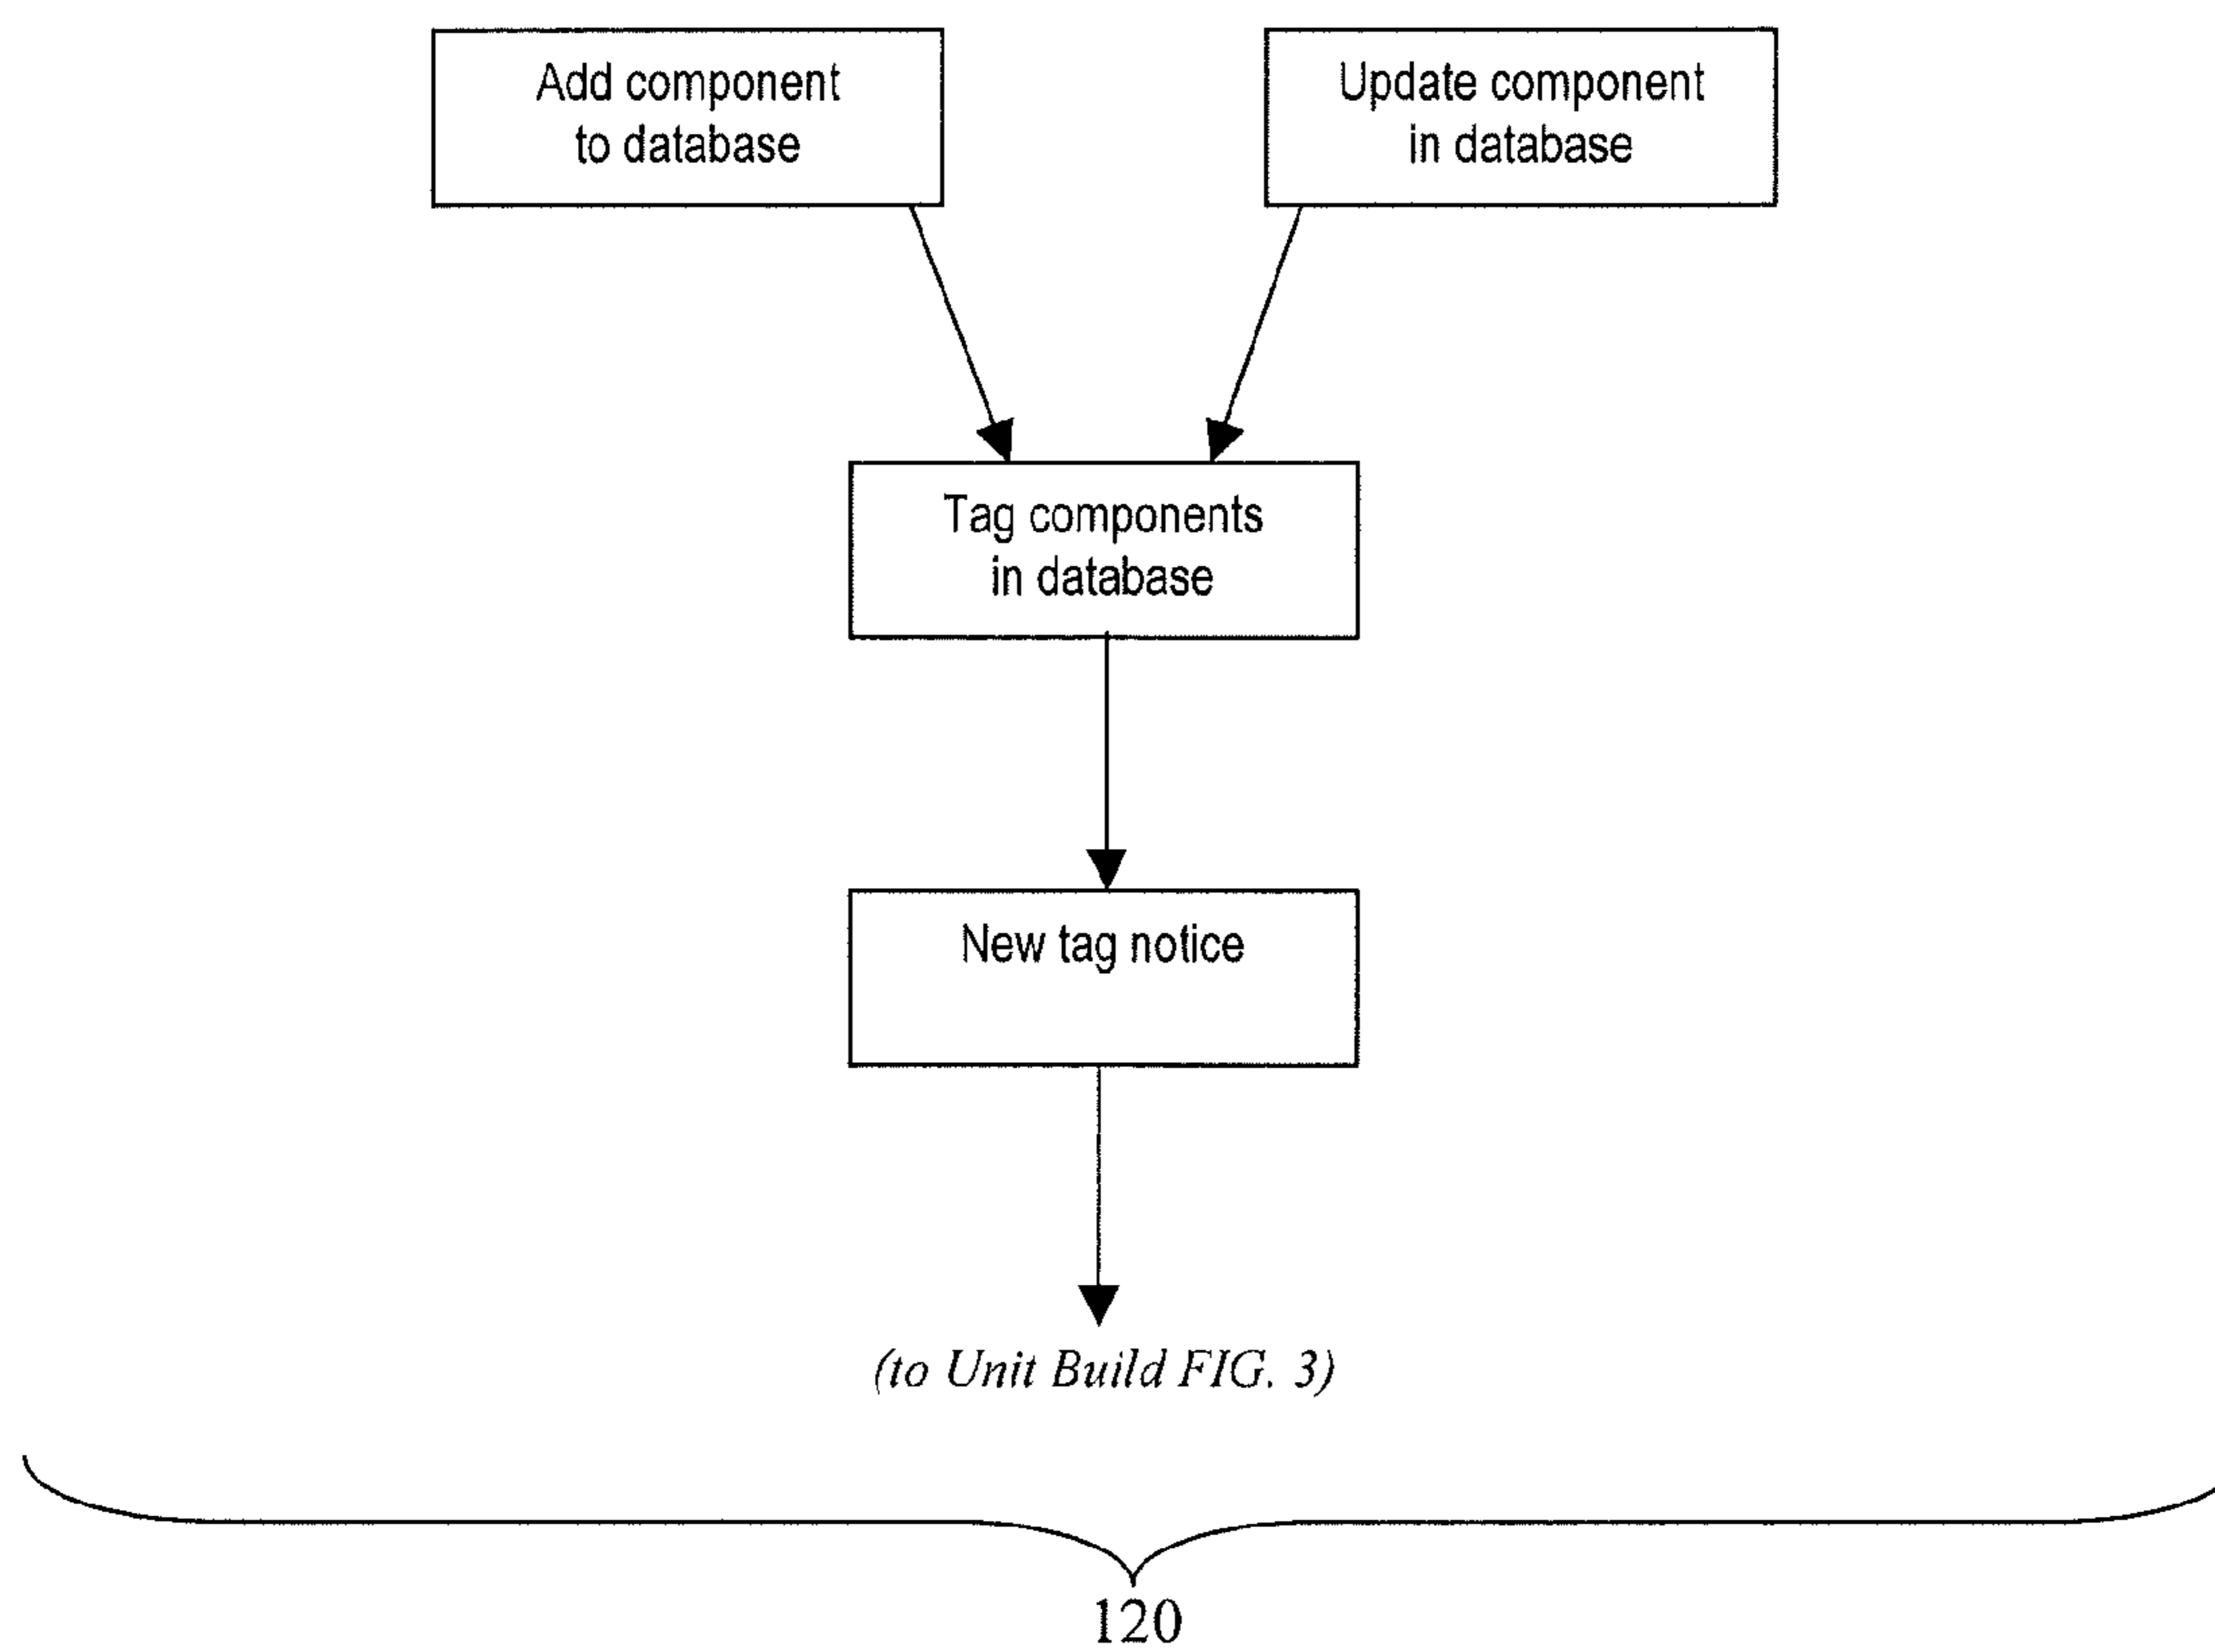 Add component
to database
Update component
in database
Tag components
in database
New tag notice
(to Unit Build FIG. 3)
120